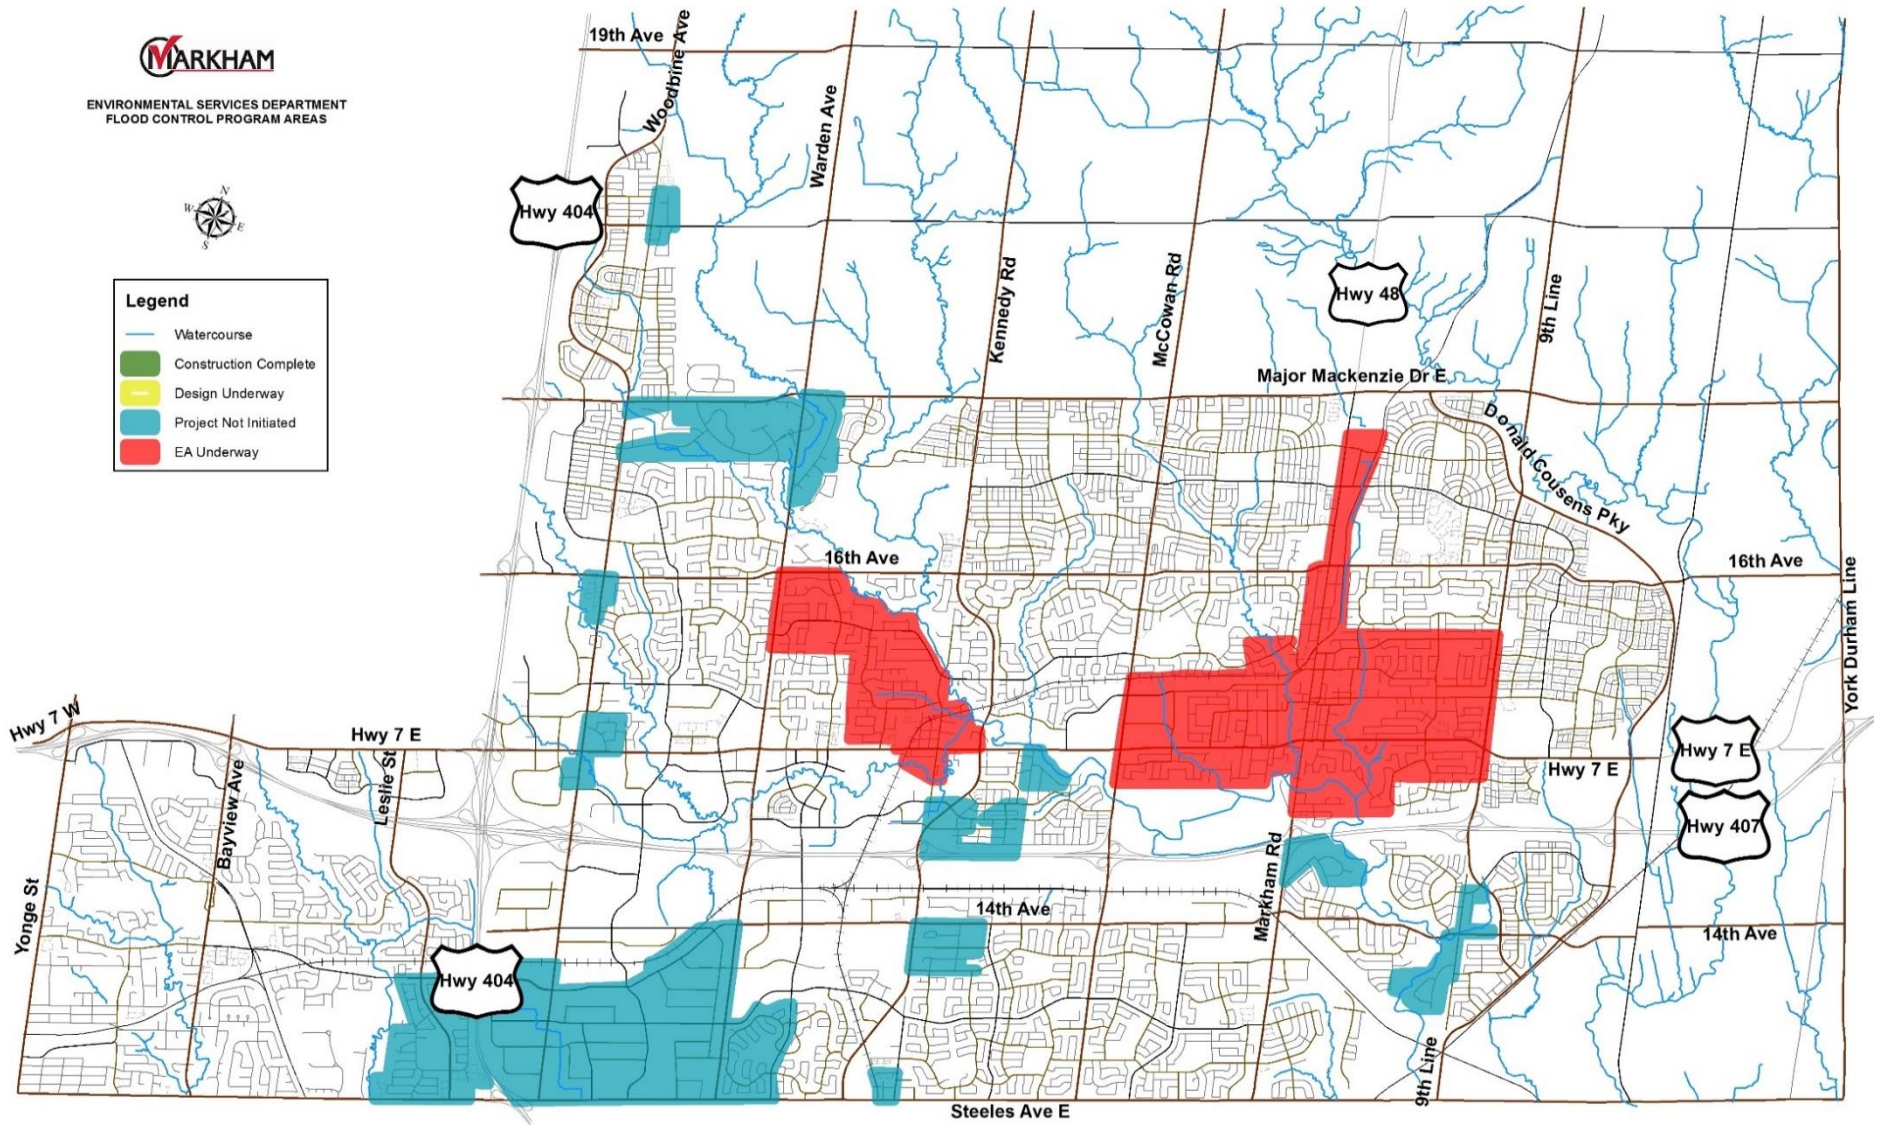 MARKHAM
ENVIRONMENTAL SERVICES DEPARTMENT
FLOOD CONTROL PROGRAM AREAS
N
W
E
S
Legend
Watercourse
Construction Complete
Design Underway
Project Not Initiated
EA Underway
19th Ave
Woodbine Ave
Warden Ave
Hwy 404
Kennedy Rd
McCowan Rd
Hwy 48
9th Line
Major Mackenzie Dr E
Donald Cousens Pky
16th Ave
16th Ave
York Durham Line
Hwy 7 W
Hwy 7 E
Hwy 7 E
Hwy 7 E
Hwy 407
Leslie St
Bayview Ave
Yonge St
Markham Rd
14th Ave
14th Ave
Hwy 404
9th Line
Steeles Ave E